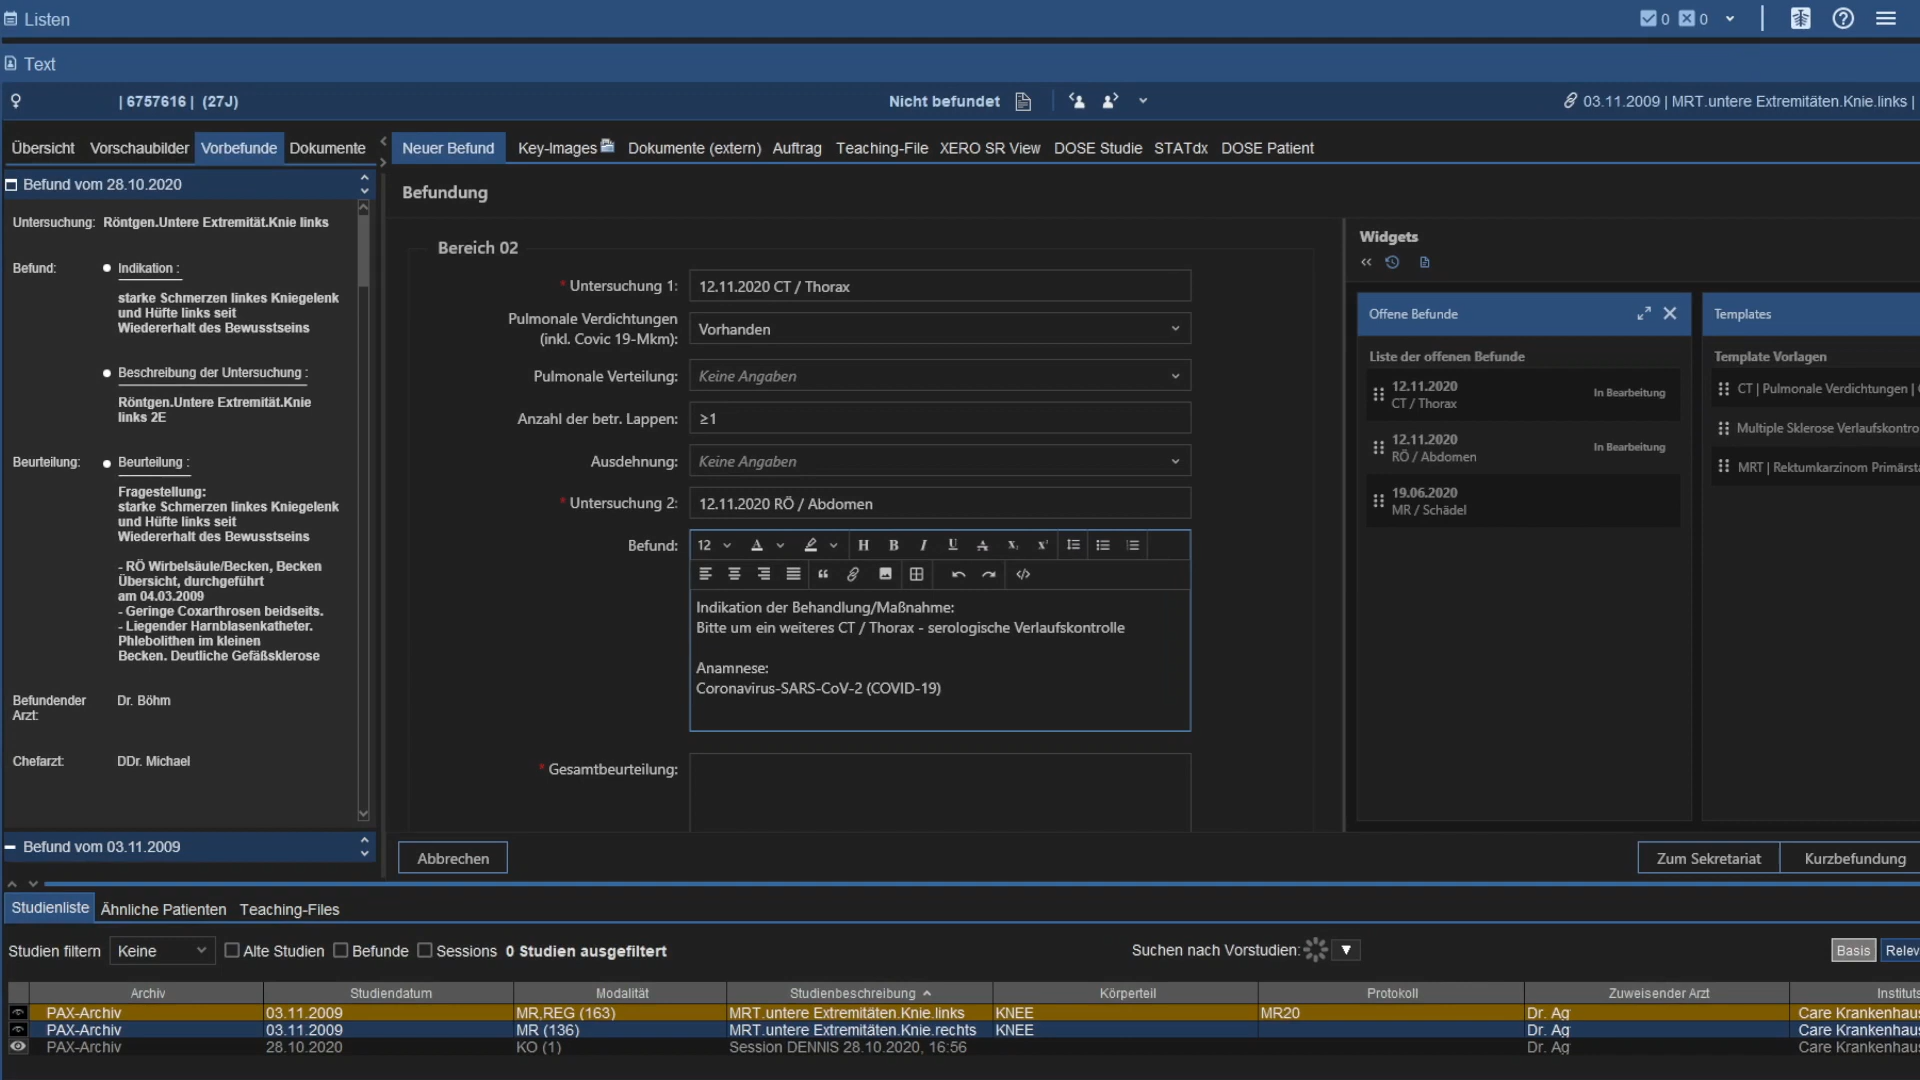 Listen
0 0
Text
| 6757616 | (27J)
Nicht befundet
03.11.2009 | MRT.untere Extremitäten.Knie.links |
Übersicht Vorschaubilder Vorbefunde Dokumente
Neuer Befund Key-Images Dokumente (extern) Auftrag Teaching-File XERO SR View DOSE Studie STATdx DOSE Patient
Befund vom 28.10.2020
Untersuchung: Röntgen.Untere Extremität.Knie links
Befund: Indikation :
starke Schmerzen linkes Kniegelenk
und Hüfte links seit
Wiedererhalt des Bewusstseins
Beschreibung der Untersuchung :
Röntgen.Untere Extremität.Knie
links 2E
Beurteilung: Beurteilung :
Fragestellung:
starke Schmerzen linkes Kniegelenk
und Hüfte links seit
Wiedererhalt des Bewusstseins
- RÖ Wirbelsäule/Becken, Becken
Übersicht, durchgeführt
am 04.03.2009
- Geringe Coxarthrosen beidseits.
- Liegender Harnblasenkatheter.
Phlebolithen im kleinen
Becken. Deutliche Gefäßsklerose
Befundender Dr. Böhm
Arzt:
Chefarzt: DDr. Michael
Befund vom 03.11.2009
Befundung
Bereich 02
* Untersuchung 1: 12.11.2020 CT / Thorax
Pulmonale Verdichtungen
(inkl. Covic 19-Mkm): Vorhanden
Pulmonale Verteilung: Keine Angaben
Anzahl der betr. Lappen: ≥1
Ausdehnung: Keine Angaben
* Untersuchung 2: 12.11.2020 RÖ / Abdomen
Befund: 12 A H B I U A X X
Indikation der Behandlung/Maßnahme:
Bitte um ein weiteres CT / Thorax - serologische Verlaufskontrolle
Anamnese:
Coronavirus-SARS-CoV-2 (COVID-19)
* Gesamtbeurteilung:
Widgets
Offene Befunde
Liste der offenen Befunde
12.11.2020
CT / Thorax In Bearbeitung
12.11.2020
RÖ / Abdomen In Bearbeitung
19.06.2020
MR / Schädel
Templates
Template Vorlagen
CT | Pulmonale Verdichtungen |
Multiple Sklerose Verlaufskontro
MRT | Rektumkarzinom Primärsta
Abbrechen Zum Sekretariat Kurzbefundung
Studienliste Ähnliche Patienten Teaching-Files
Studien filtern Keine Alte Studien Befunde Sessions 0 Studien ausgefiltert Suchen nach Vorstudien: Basis Relev
Archiv Studiendatum Modalität Studienbeschreibung Körperteil Protokoll Zuweisender Arzt Instituts
PAX-Archiv 03.11.2009 MR,REG (163) MRT.untere Extremitäten.Knie.links KNEE MR20 Dr. Ag Care Krankenhaus
PAX-Archiv 03.11.2009 MR (136) MRT.untere Extremitäten.Knie.rechts KNEE Dr. Ag Care Krankenhaus
PAX-Archiv 28.10.2020 KO (1) Session DENNIS 28.10.2020, 16:56 Dr. Ag Care Krankenhaus